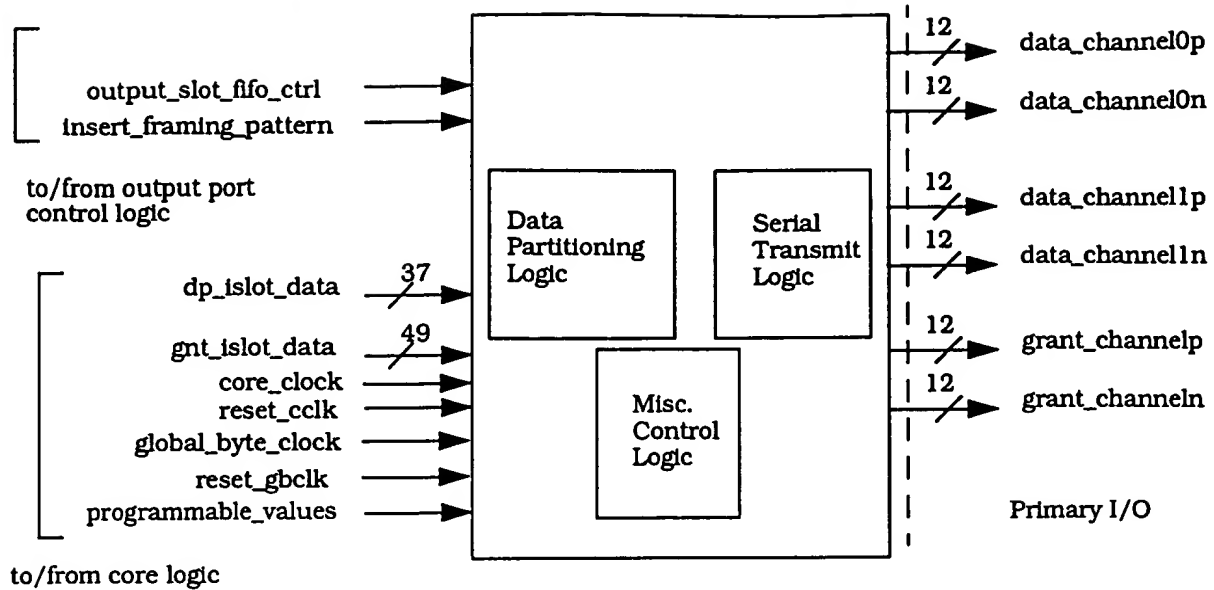 output_slot_fifo_ctrl
insert_framing_pattern
to/from output port
control logic
dp_islot_data
37
gnt_islot_data
49
core_clock
reset_cclk
global_byte_clock
reset_gbclk
programmable_values
to/from core logic
Data
Partitioning
Logic
Serial
Transmit
Logic
Misc.
Control
Logic
12
data_channel0p
12
data_channel0n
12
data_channel1p
12
data_channel1n
12
grant_channelp
12
grant_channeln
Primary I/O